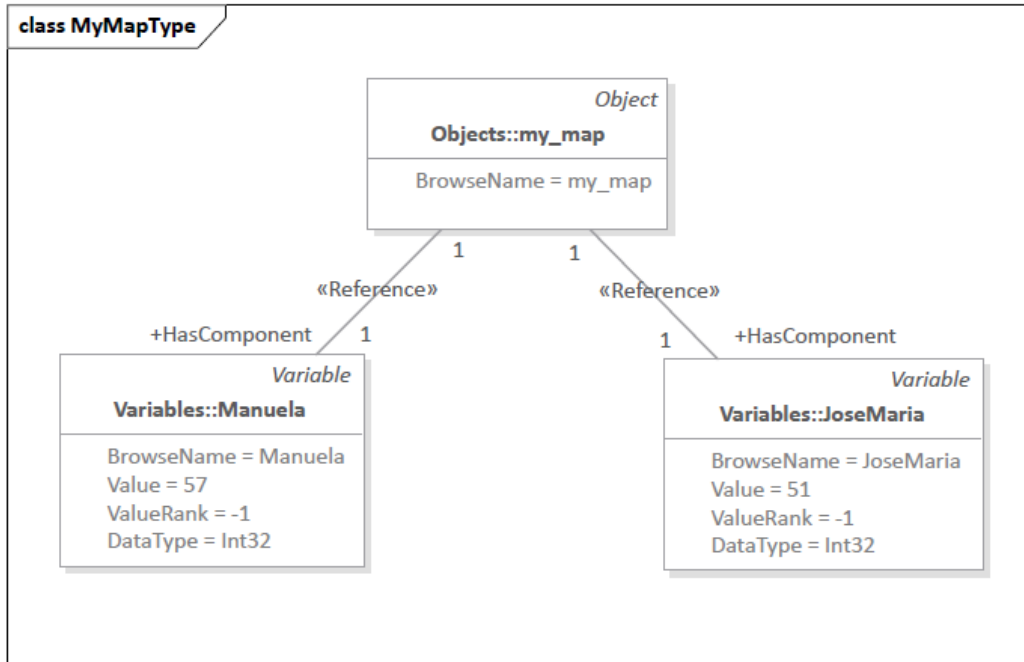 class MyMapType
Object
Objects::my_map
BrowseName = my_map
1
1
«Reference»
«Reference»
+HasComponent
1
1
+HasComponent
Variable
Variables::Manuela
BrowseName = Manuela
Value = 57
ValueRank = -1
DataType = Int32
Variable
Variables::JoseMaria
BrowseName = JoseMaria
Value = 51
ValueRank = -1
DataType = Int32